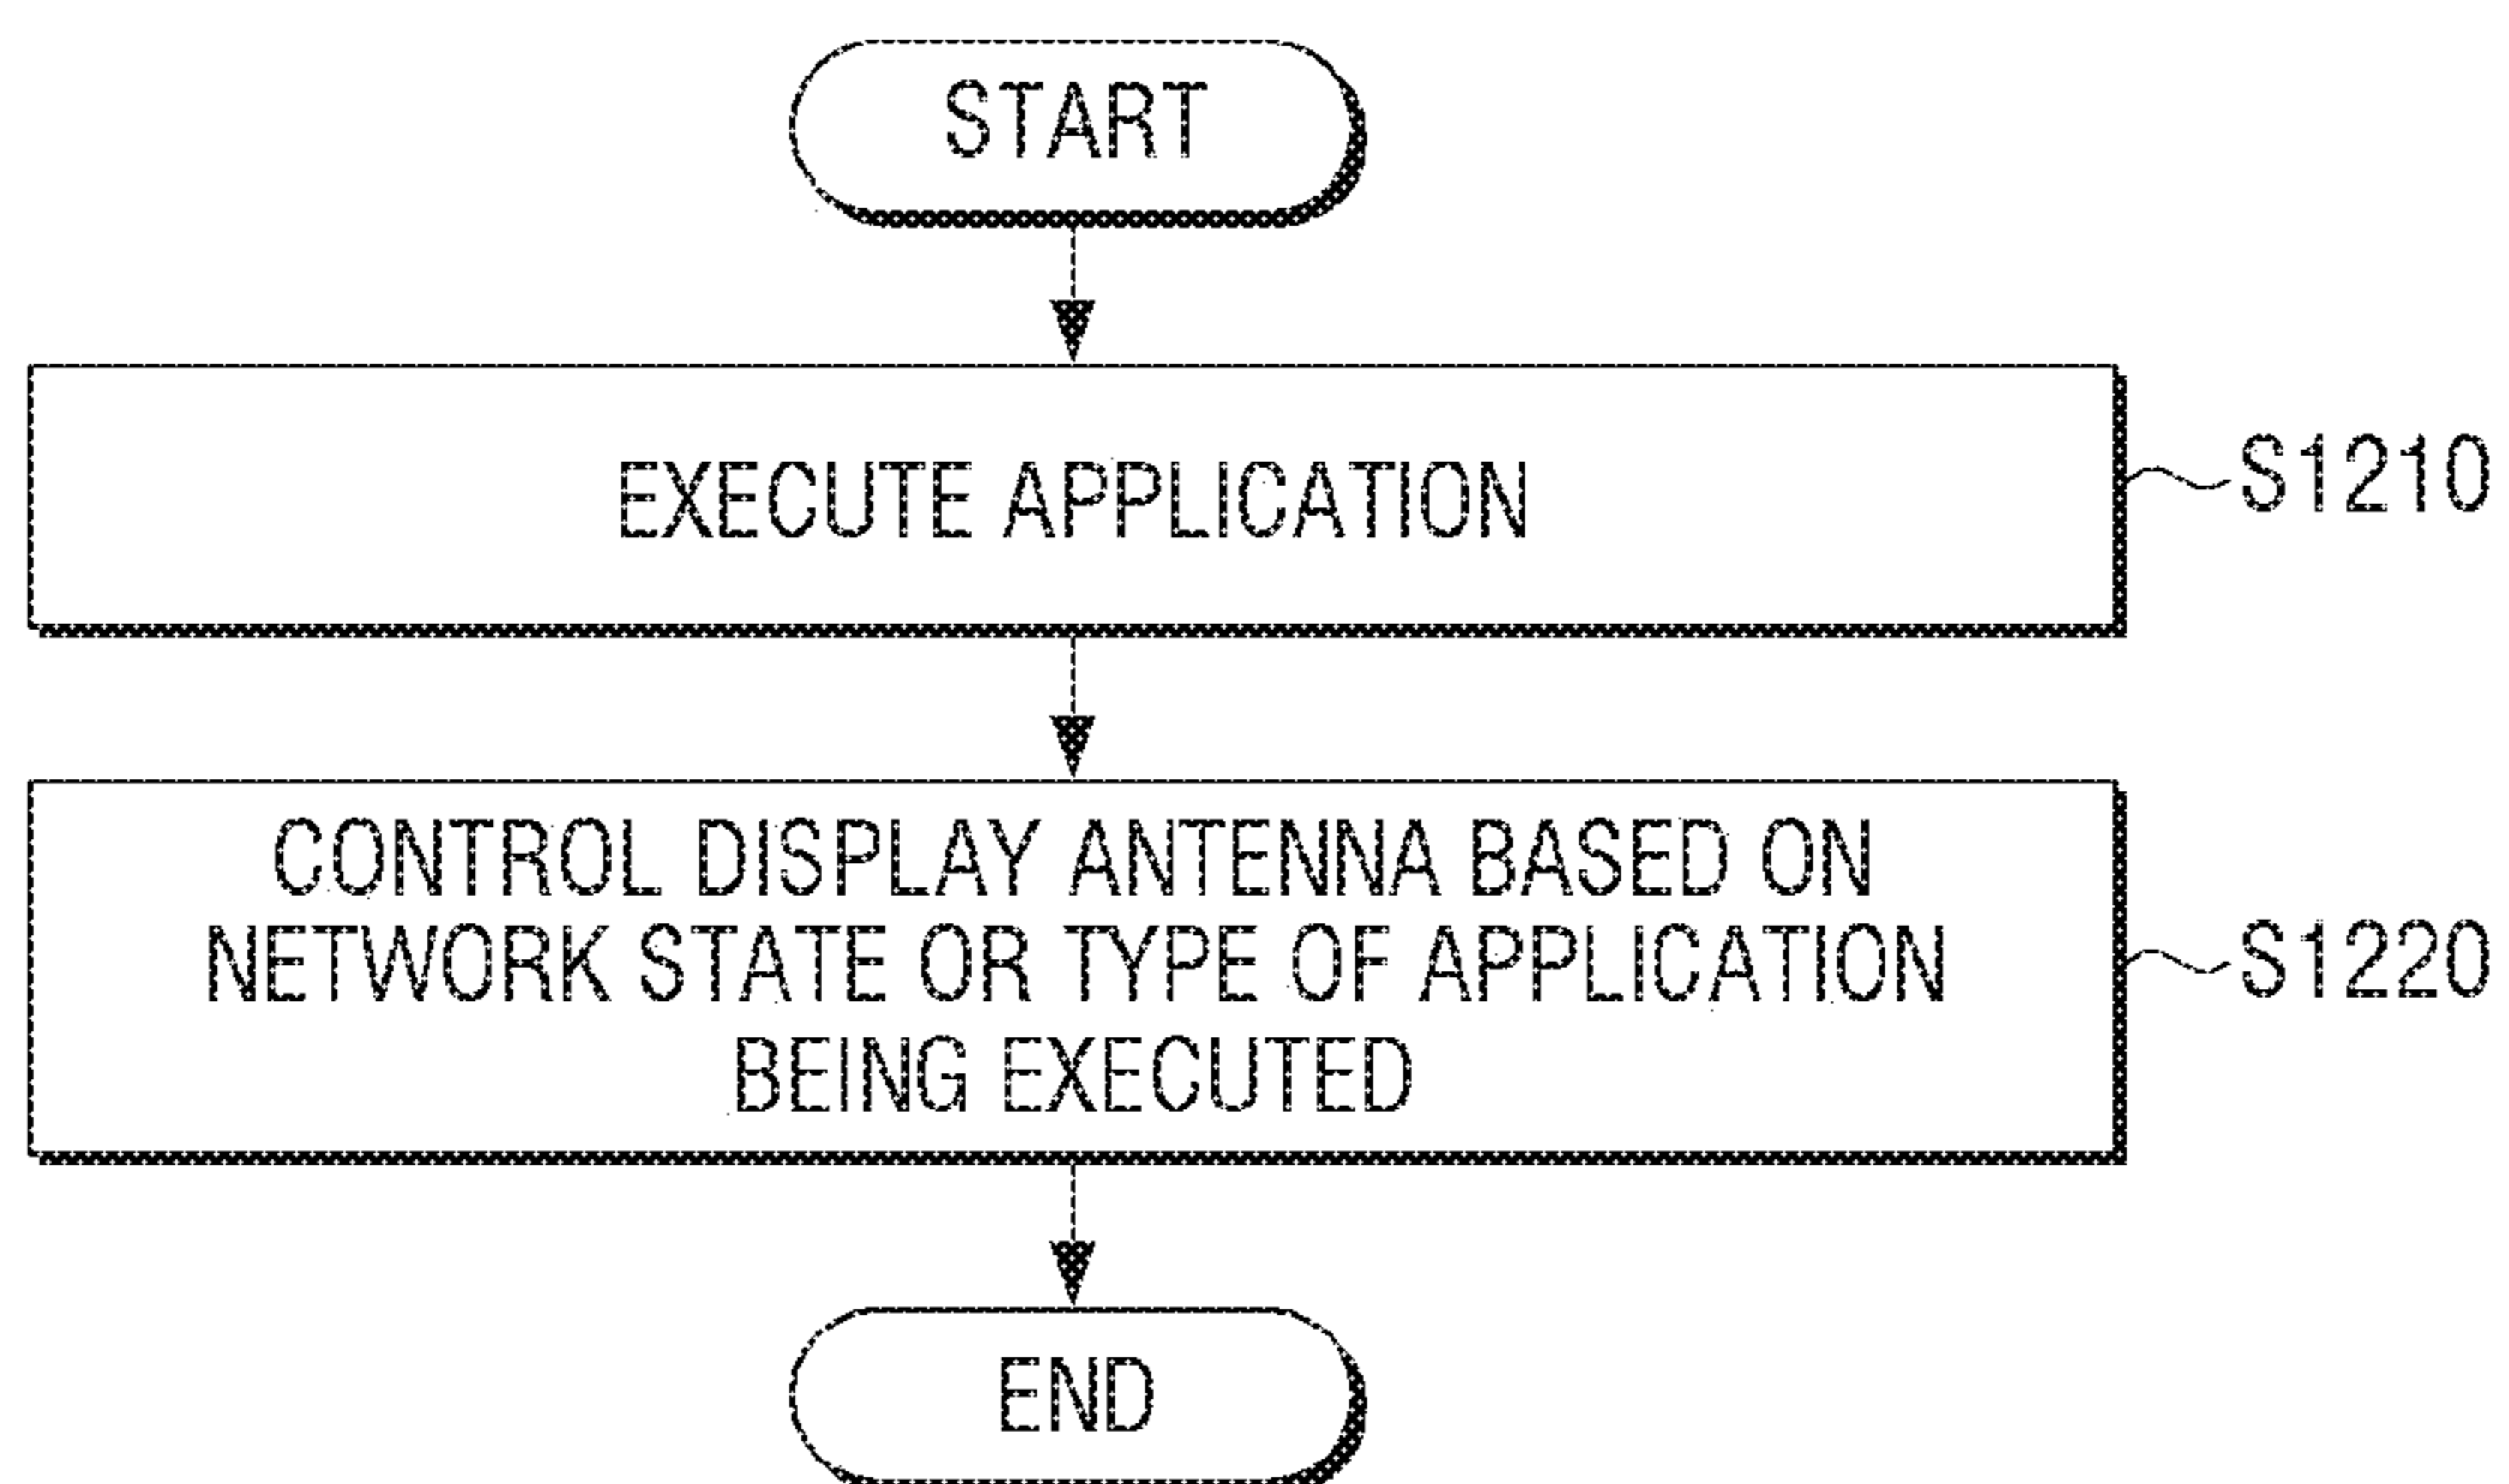 START
EXECUTE APPLICATION
S1210
CONTROL DISPLAY ANTENNA BASED ON
NETWORK STATE OR TYPE OF APPLICATION
BEING EXECUTED
S1220
END